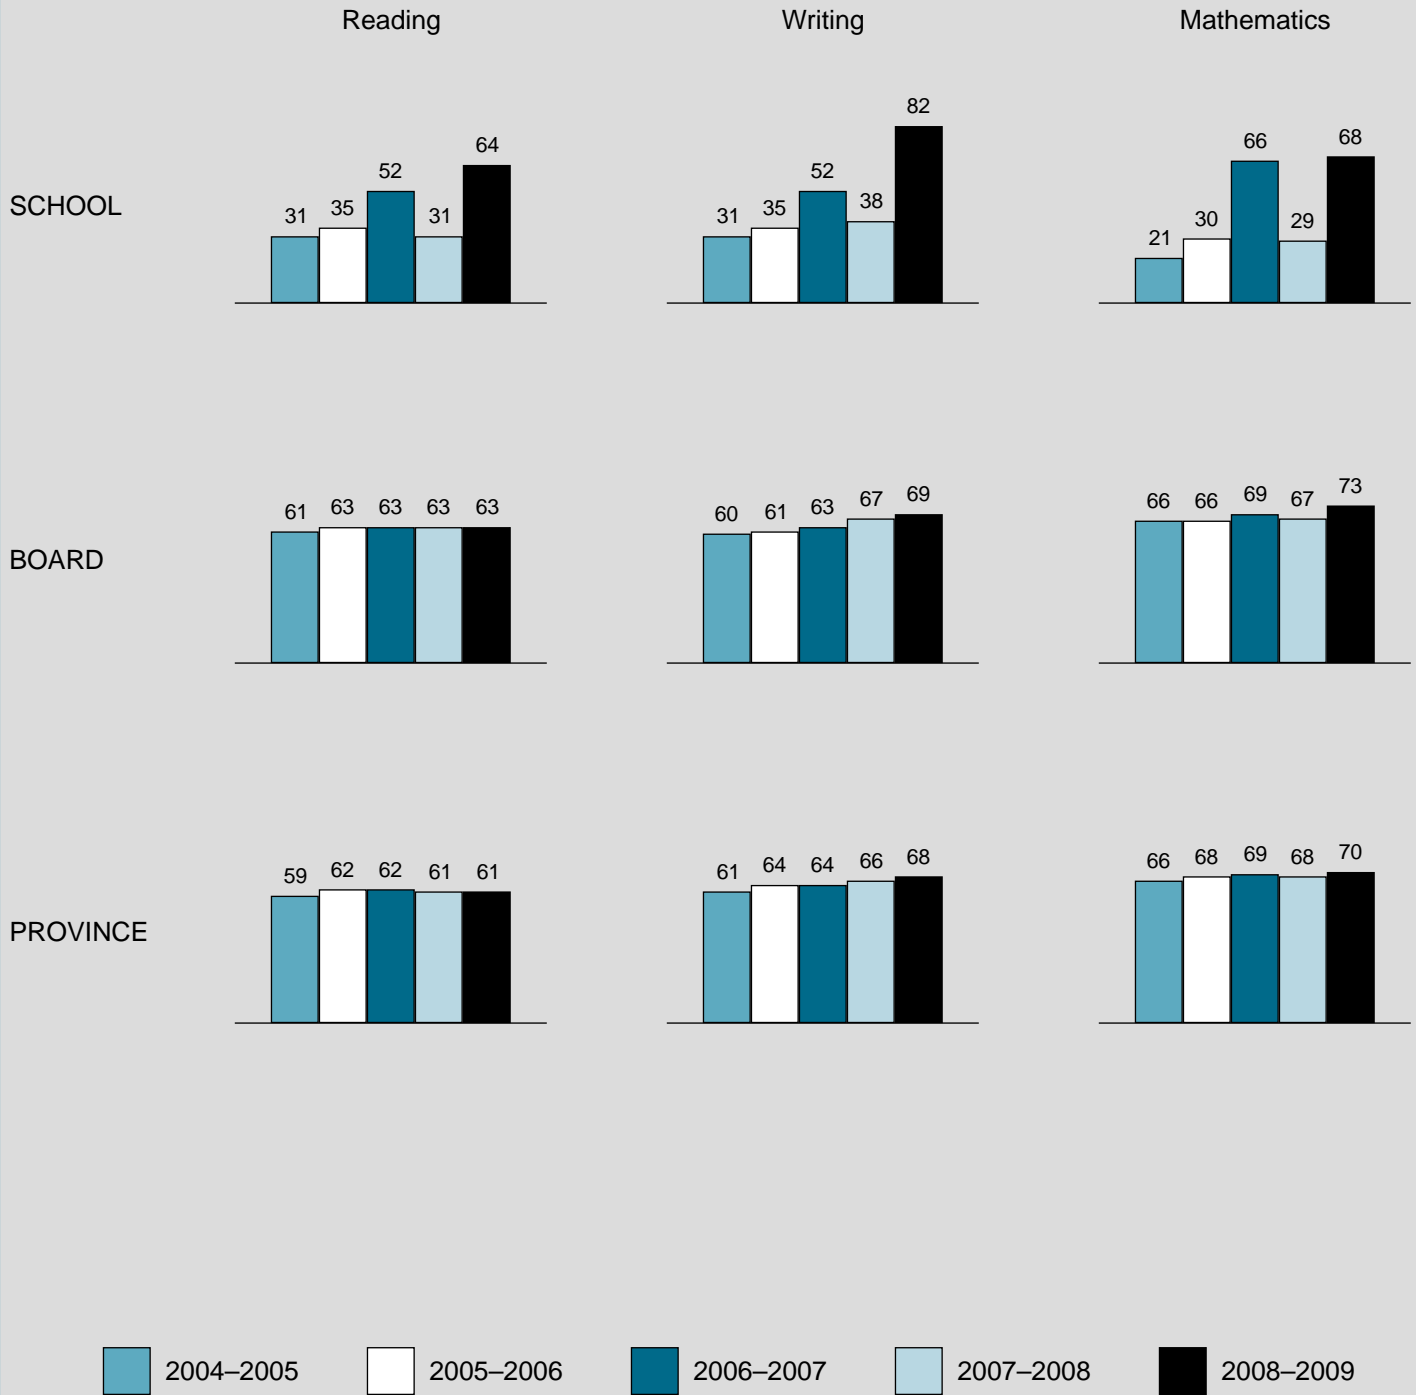 Reading Writing Mathematics
SCHOOL
31 35 52 31 64
31 35 52 38 82
21 30 66 29 68
BOARD
61 63 63 63 63
60 61 63 67 69
66 66 69 67 73
PROVINCE
59 62 62 61 61
61 64 64 66 68
66 68 69 68 70
2004–2005 2005–2006 2006–2007 2007–2008 2008–2009